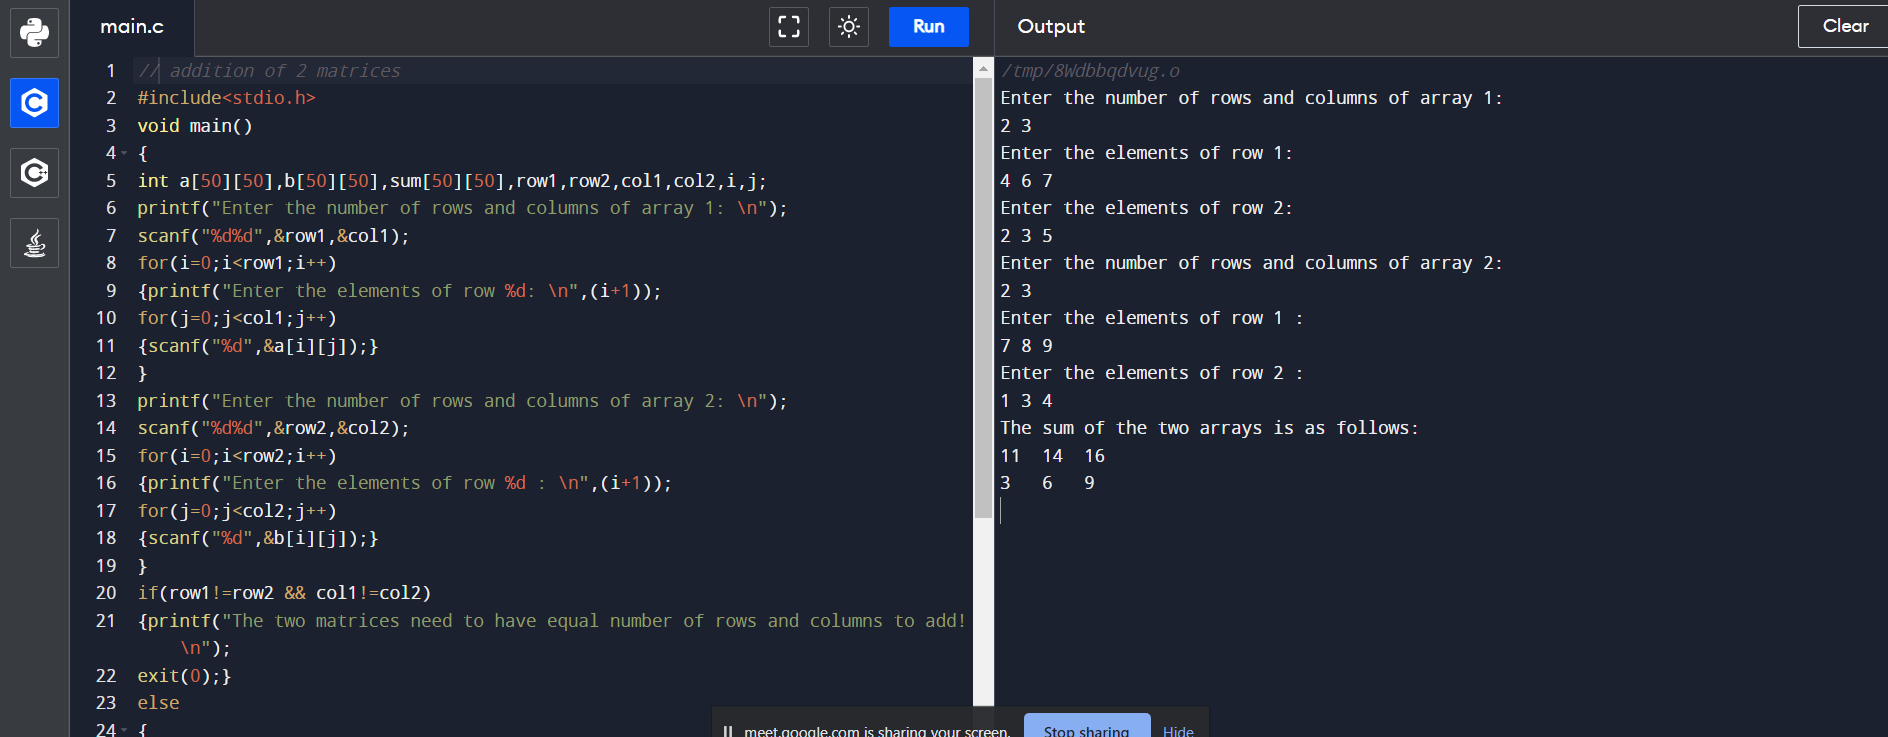 main.c
Run
1 // addition of 2 matrices
2 #include<stdio.h>
3 void main()
4 {
5 int a[50][50],b[50][50],sum[50][50],row1,row2,col1,col2,i,j;
6 printf("Enter the number of rows and columns of array 1: \n");
7 scanf("%d%d",&row1,&col1);
8 for(i=0;i<row1;i++)
9 {printf("Enter the elements of row %d: \n",(i+1));
10 for(j=0;j<col1;j++)
11 {scanf("%d",&a[i][j]);}
12 }
13 printf("Enter the number of rows and columns of array 2: \n");
14 scanf("%d%d",&row2,&col2);
15 for(i=0;i<row2;i++)
16 {printf("Enter the elements of row %d : \n",(i+1));
17 for(j=0;j<col2;j++)
18 {scanf("%d",&b[i][j]);}
19 }
20 if(row1!=row2 && col1!=col2)
21 {printf("The two matrices need to have equal number of rows and columns to add!
\n");
22 exit(0);}
23 else
24 {
Output
Clear
/tmp/8Wdbbqdvug.o
Enter the number of rows and columns of array 1:
2 3
Enter the elements of row 1:
4 6 7
Enter the elements of row 2:
2 3 5
Enter the number of rows and columns of array 2:
2 3
Enter the elements of row 1 :
7 8 9
Enter the elements of row 2 :
1 3 4
The sum of the two arrays is as follows:
11 14 16
3 6 9
meet.google.com is sharing your screen.
Stop sharing
Hide